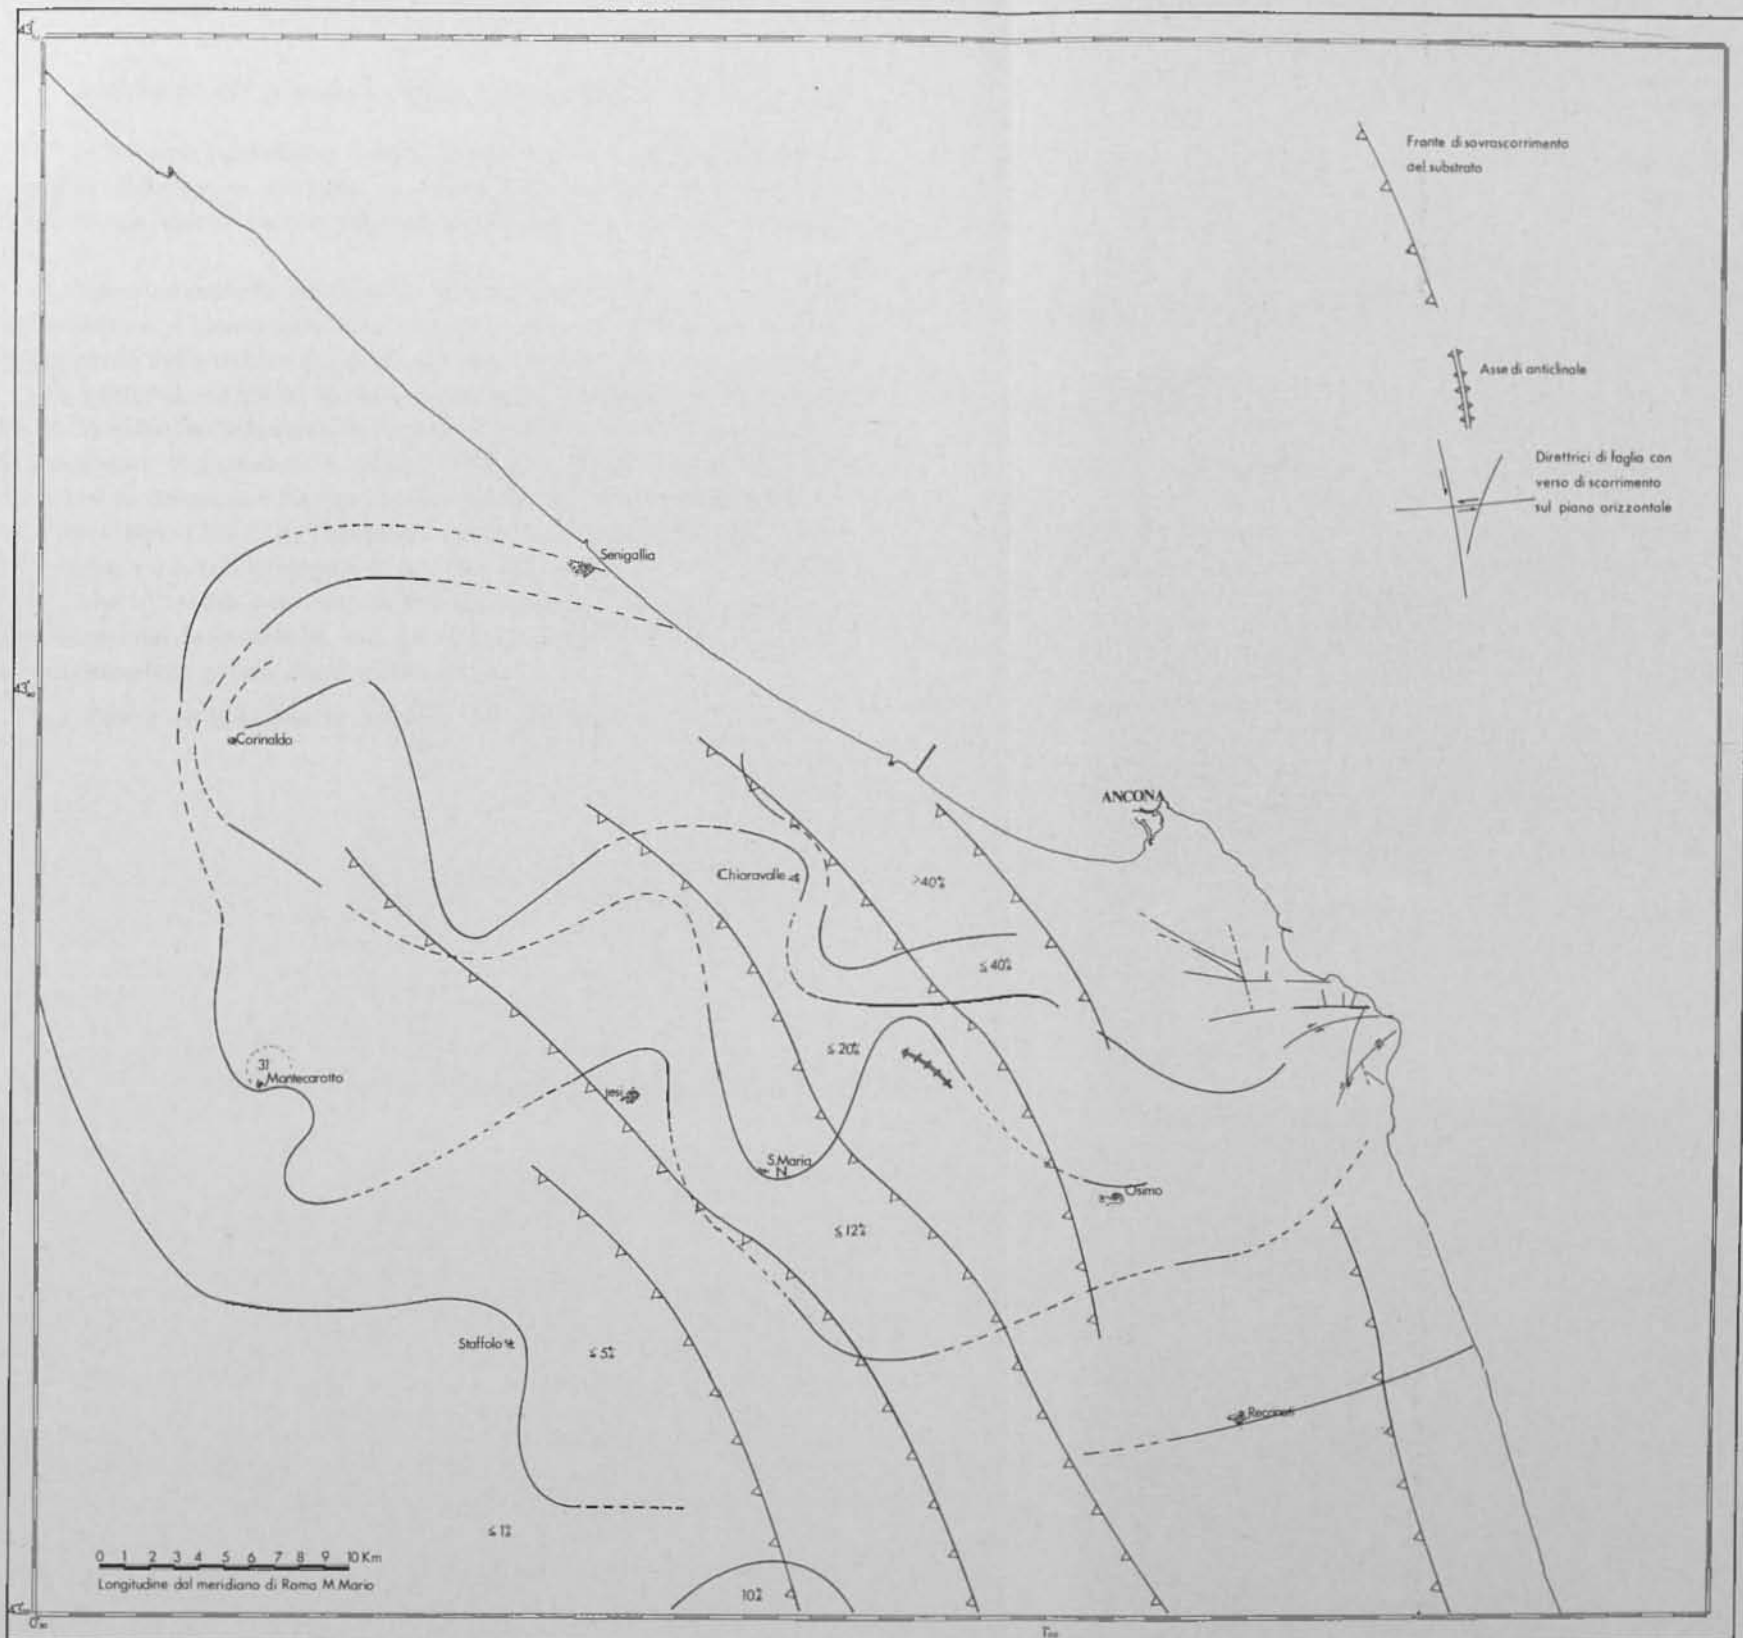 Fronte di sovrascorrimento
del substrato
Asse di anticlinale
Direttrici di faglia con
verso di scorrimento
sul piano orizzontale
Senigallia
Corinaldo
ANCONA
Chiaravalle
>40%
≤40%
≤20%
31
Montecarotto
Jesi
S.Maria
N
Osimo
≤12%
Staffolo
≤5%
Recanati
≤1%
10%
0 1 2 3 4 5 6 7 8 9 10 Km
Longitudine dal meridiano di Roma M.Mario